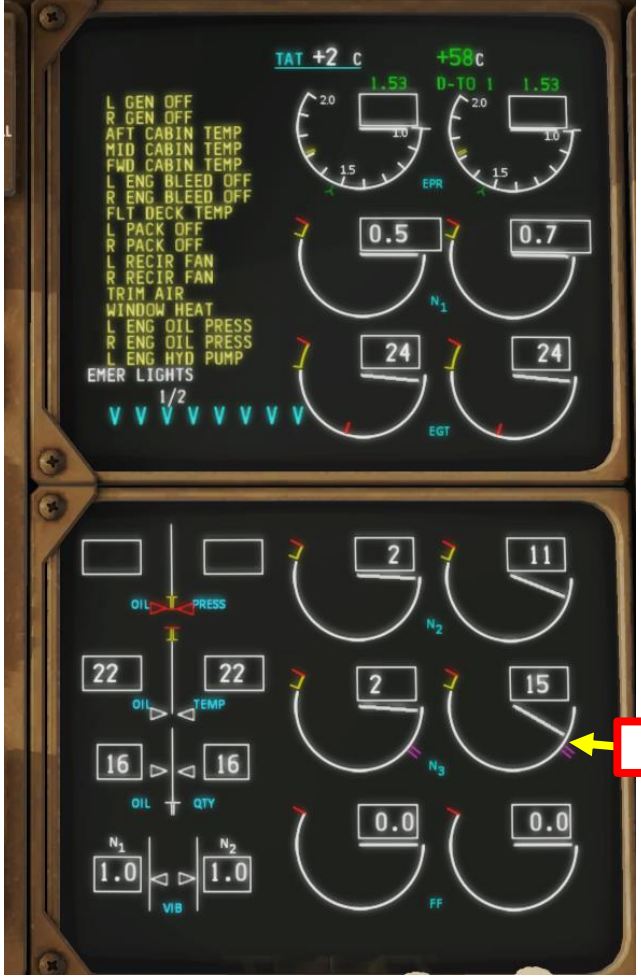 TAT +2 C
+58C
1.53 D-TO 1 1.53
2.0 1.0 1.5
2.0 1.0 1.5
EPR
L GEN OFF
R GEN OFF
AFT CABIN TEMP
MID CABIN TEMP
FWD CABIN TEMP
L ENG BLEED OFF
R ENG BLEED OFF
FLT DECK TEMP
L PACK OFF
R PACK OFF
L RECIR FAN
R RECIR FAN
TRIM AIR
WINDOW HEAT
L ENG OIL PRESS
R ENG OIL PRESS
L ENG HYD PUMP
EMER LIGHTS
1/2
V V V V V V V V
0.5 0.7
N1
24 24
EGT
OIL PRESS
22 22
OIL TEMP
16 16
OIL QTY
N1 N2
1.0 1.0
VIB
2 11
N2
2 15
N3
0.0 0.0
FF